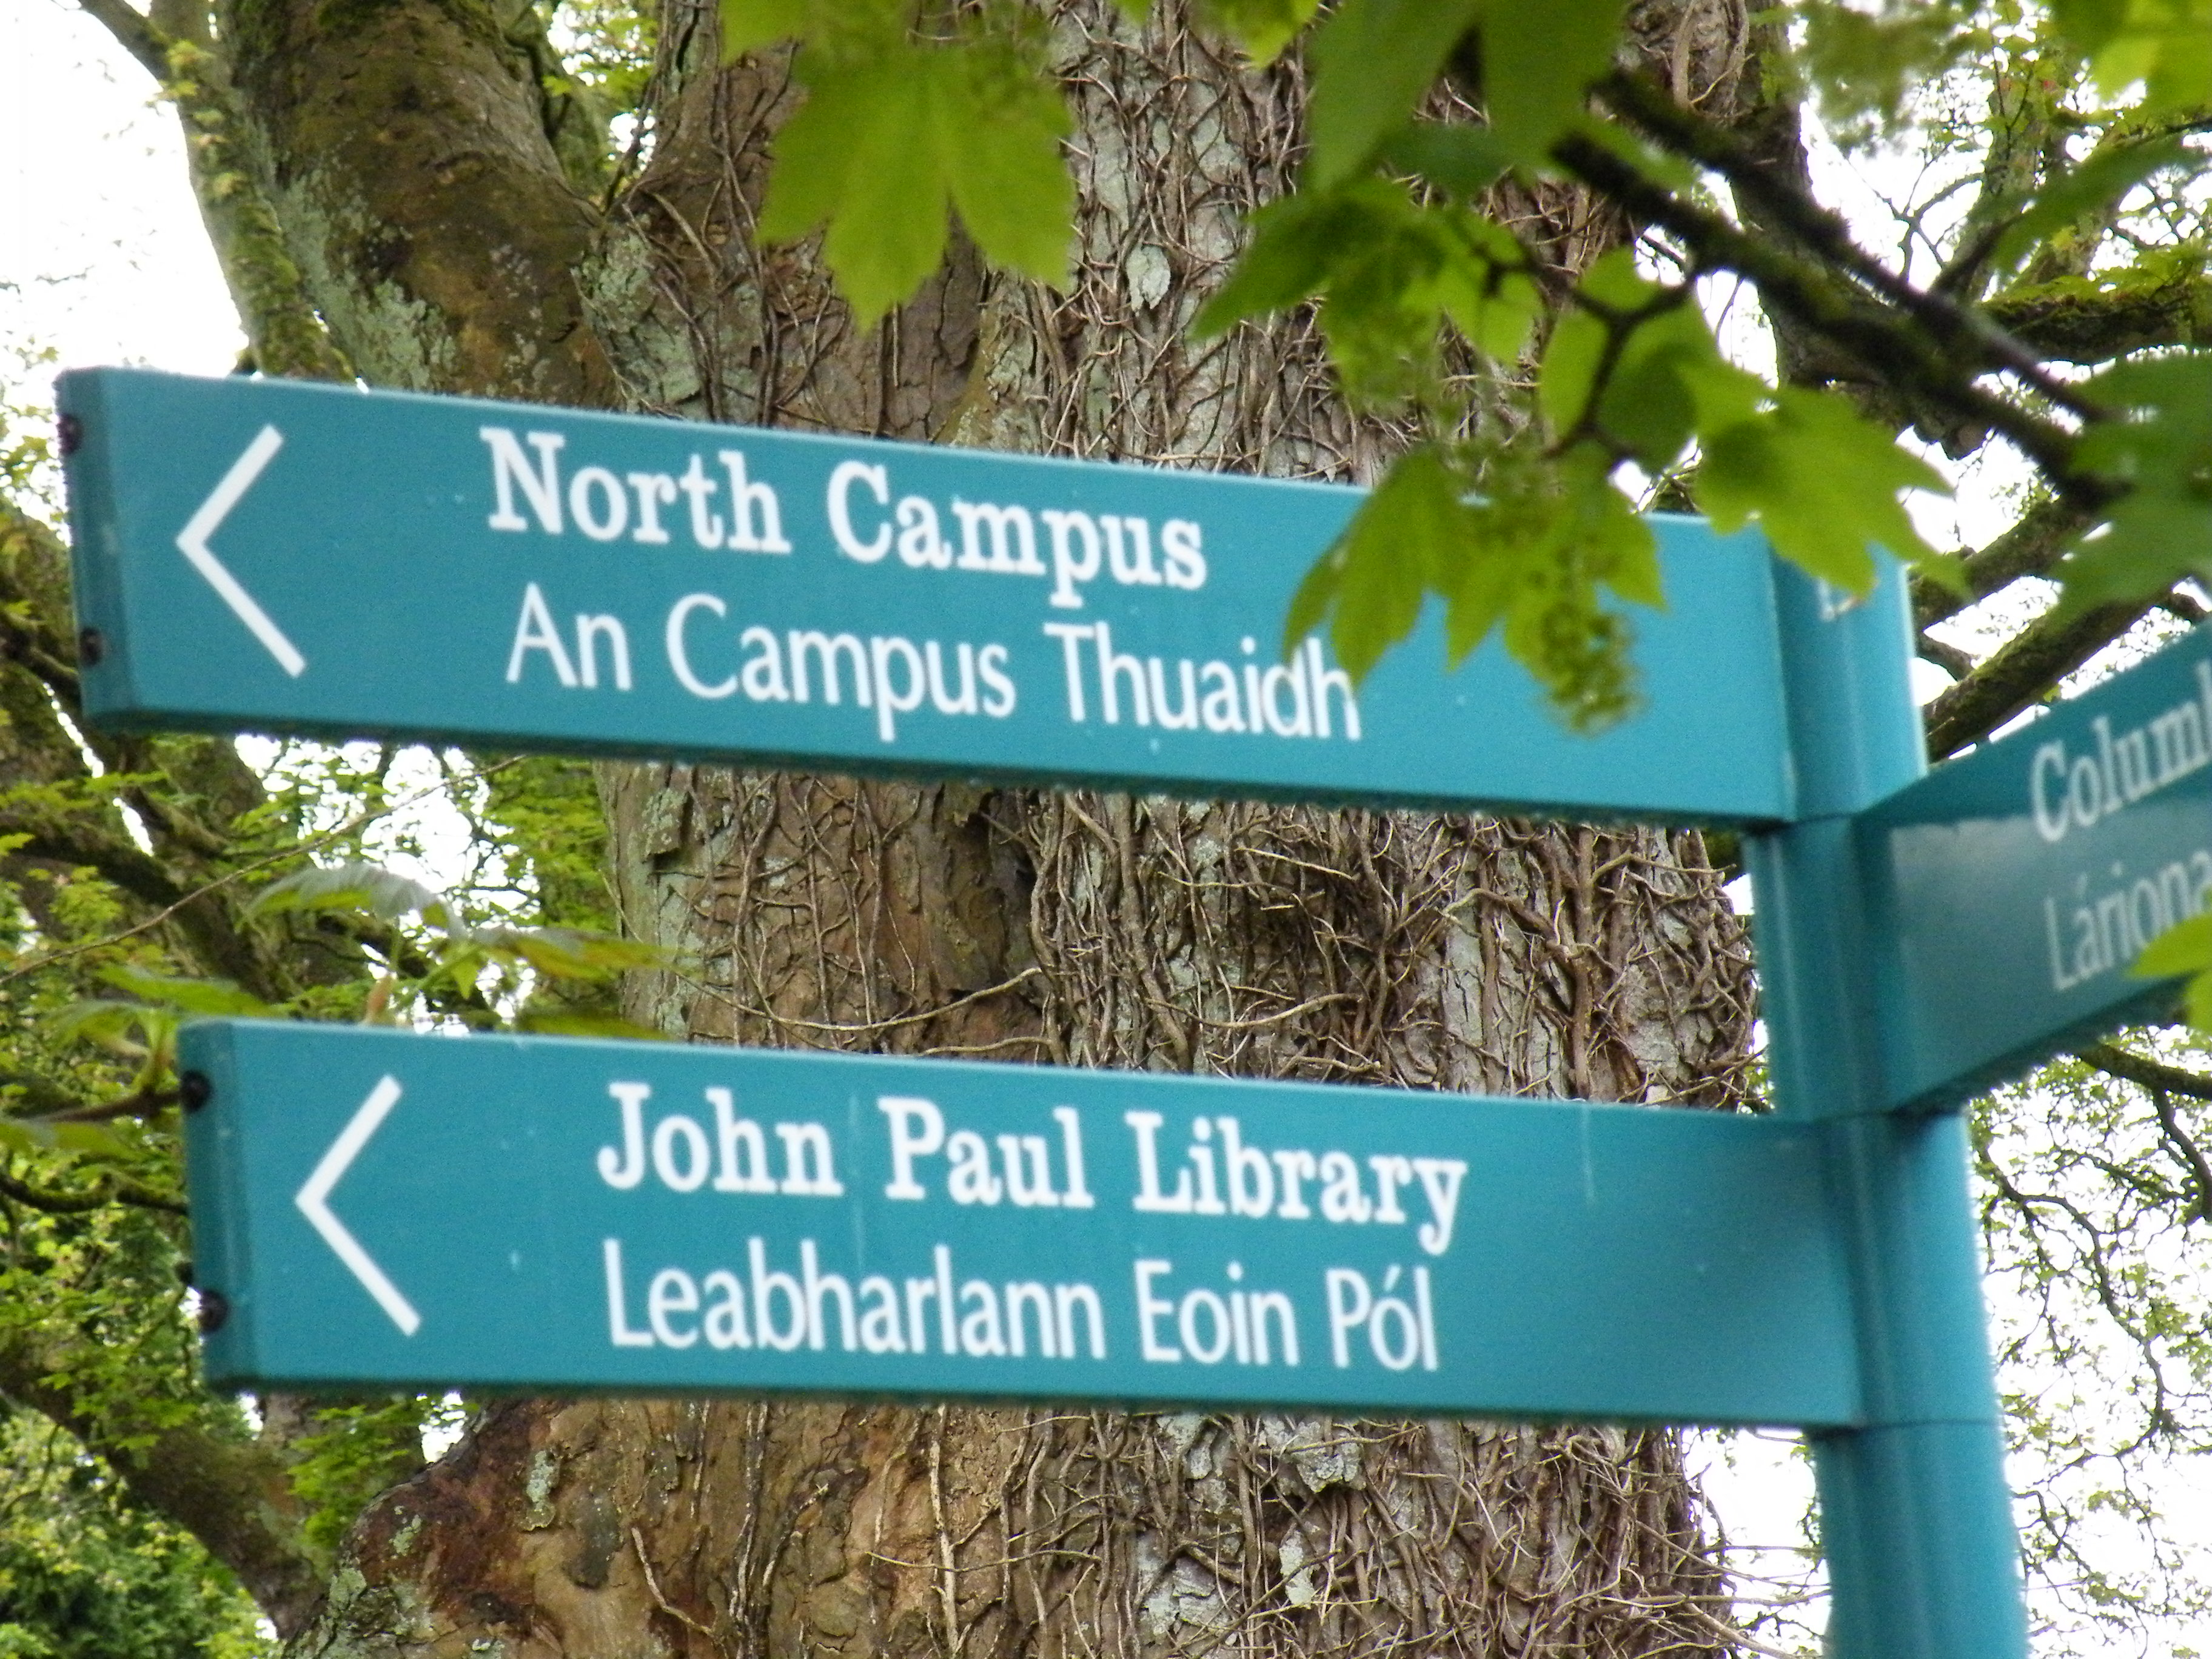 North Campus
An Campus Thuaidh
John Paul Library
Leabharlann Eoin Pól